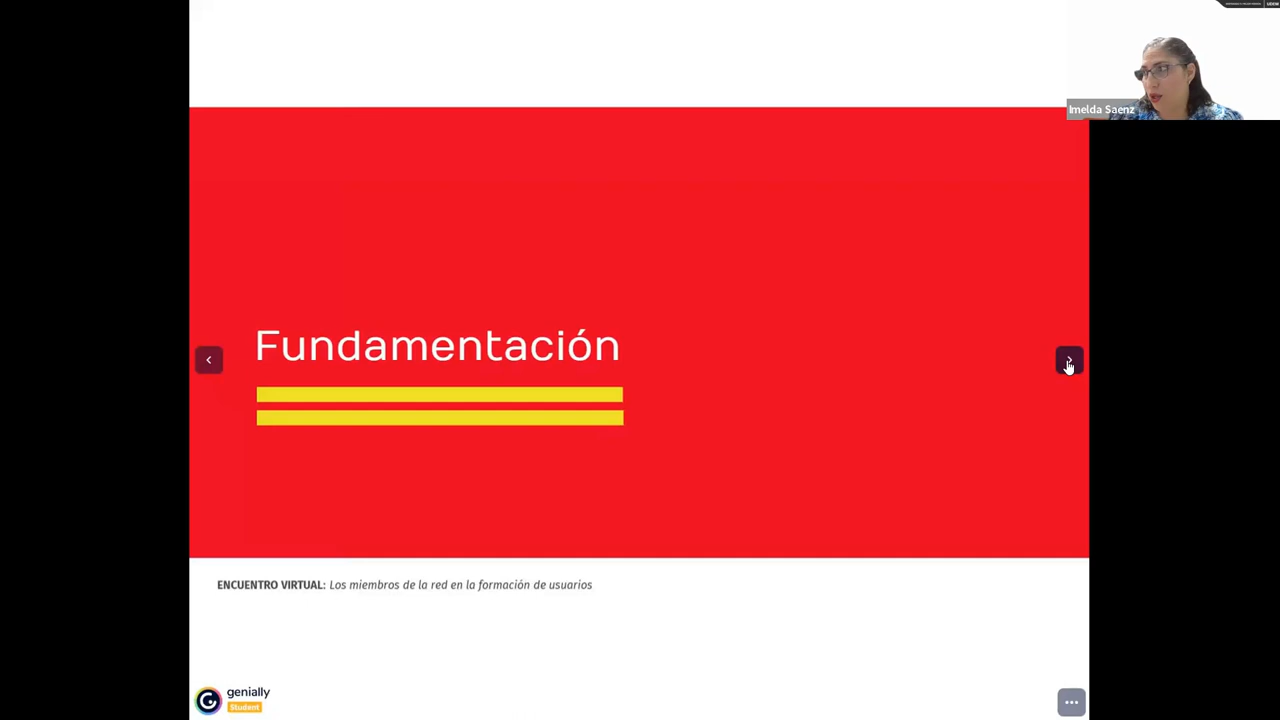 Imelda Saenz
Fundamentación
ENCUENTRO VIRTUAL: Los miembros de la red en la formación de usuarios
genially
Student